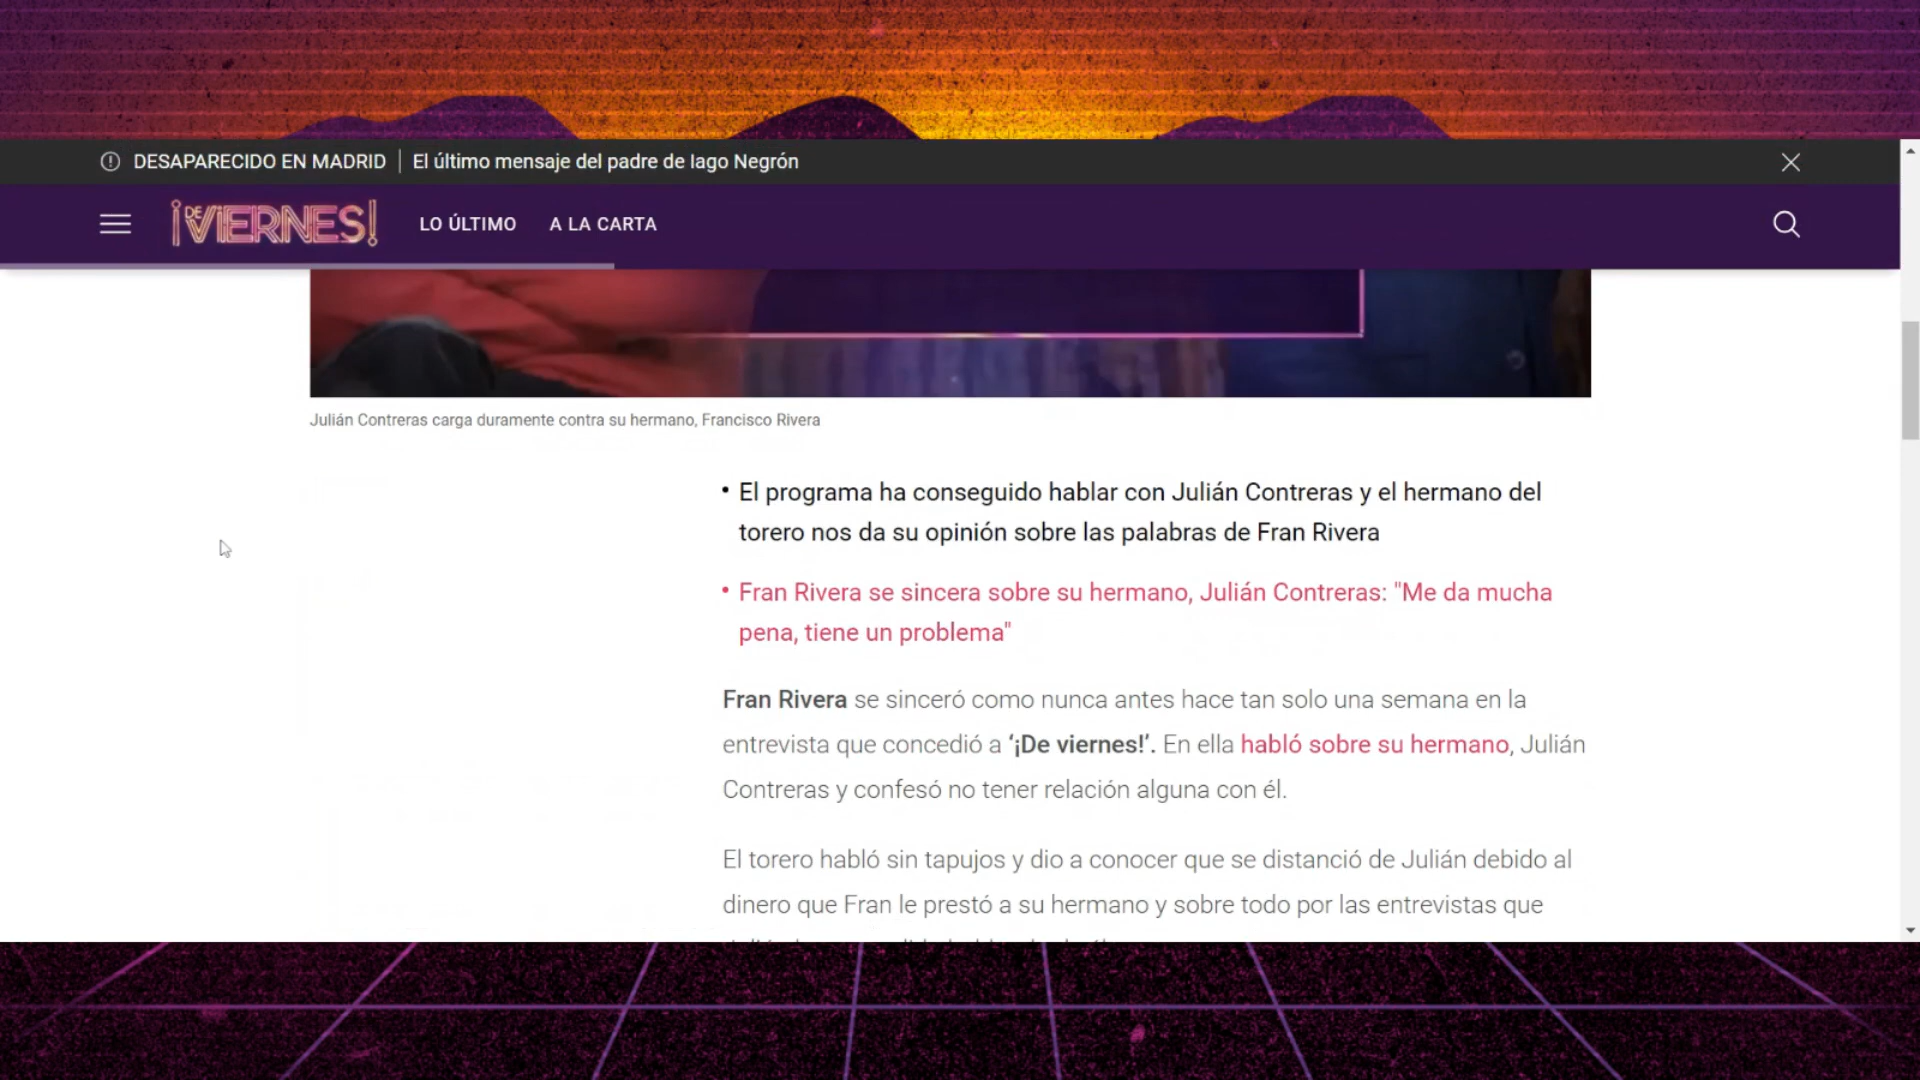 DESAPARECIDO EN MADRID | El último mensaje del padre de Iago Negrón
¡DE VIERNES! LO ÚLTIMO A LA CARTA
Julián Contreras carga duramente contra su hermano, Francisco Rivera
• El programa ha conseguido hablar con Julián Contreras y el hermano del
torero nos da su opinión sobre las palabras de Fran Rivera
• Fran Rivera se sincera sobre su hermano, Julián Contreras: "Me da mucha
pena, tiene un problema"
Fran Rivera se sinceró como nunca antes hace tan solo una semana en la
entrevista que concedió a ‘¡De viernes!’. En ella habló sobre su hermano, Julián
Contreras y confesó no tener relación alguna con él.
El torero habló sin tapujos y dio a conocer que se distanció de Julián debido al
dinero que Fran le prestó a su hermano y sobre todo por las entrevistas que